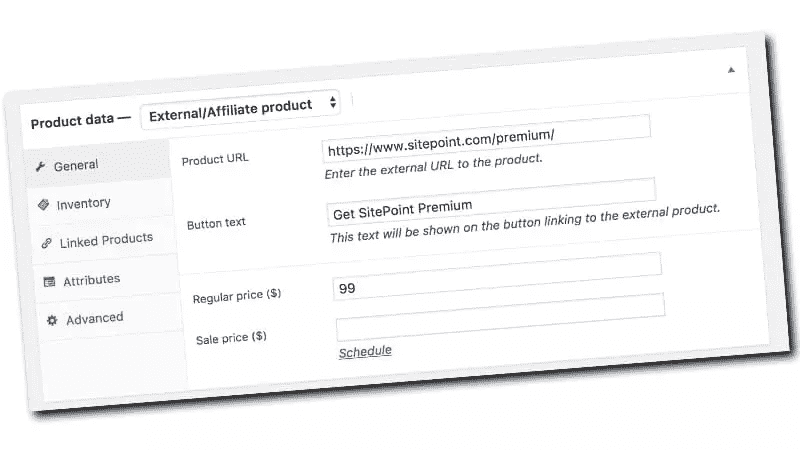 Product data — External/Affiliate product
General
Inventory
Linked Products
Attributes
Advanced
Product URL
https://www.sitepoint.com/premium/
Enter the external URL to the product.
Button text
Get SitePoint Premium
This text will be shown on the button linking to the external product.
Regular price ($)
99
Sale price ($)
Schedule